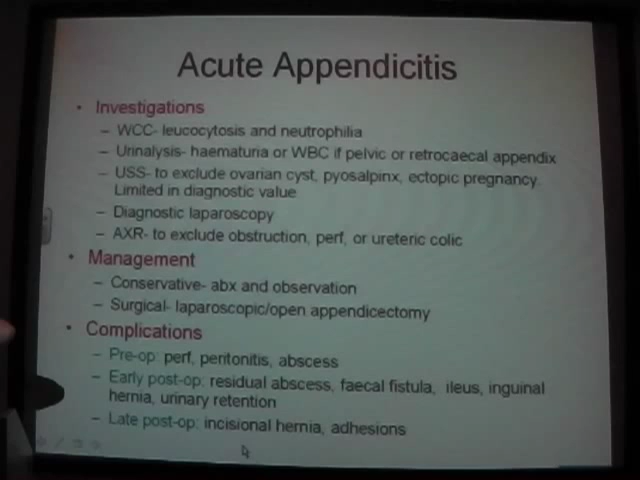 Acute Appendicitis
• Investigations
– WCC- leucocytosis and neutrophilia
– Urinalysis- haematuria or WBC if pelvic or retrocaecal appendix
– USS- to exclude ovarian cyst, pyosalpinx, ectopic pregnancy.
Limited in diagnostic value
– Diagnostic laparoscopy
– AXR- to exclude obstruction, perf, or ureteric colic
• Management
– Conservative- abx and observation
– Surgical- laparoscopic/open appendicectomy
• Complications
– Pre-op: perf, peritonitis, abscess
– Early post-op: residual abscess, faecal fistula, ileus, inguinal
hernia, urinary retention
– Late post-op: incisional hernia, adhesions